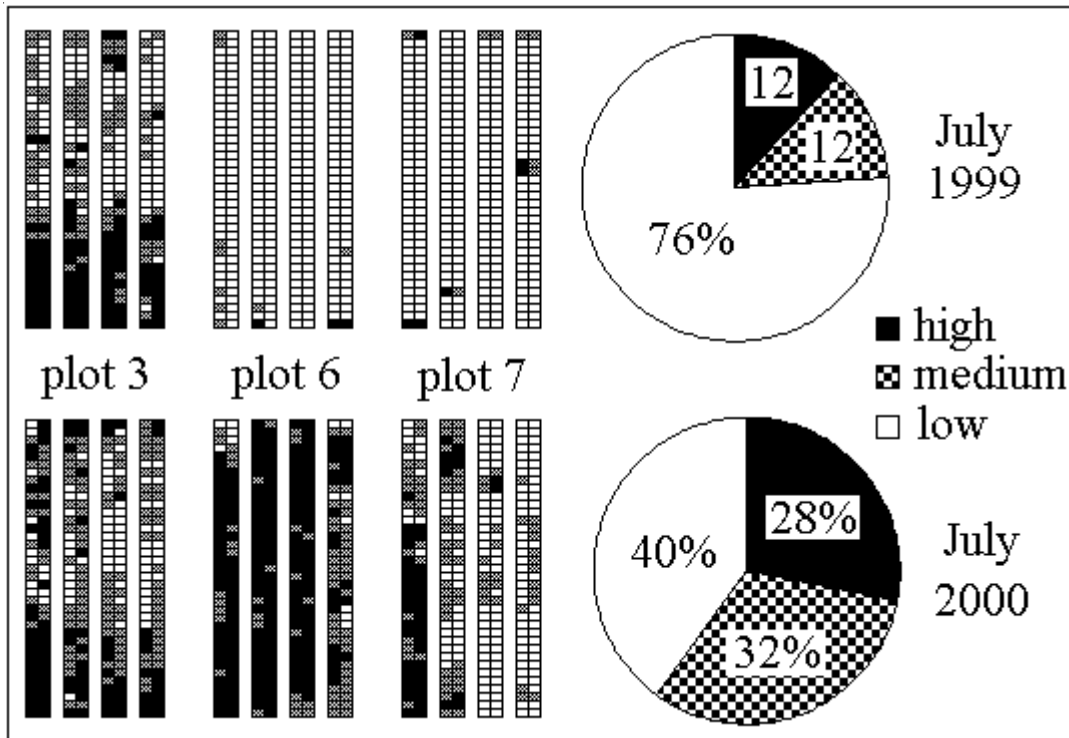 12
12
76%
July
1999
high
medium
low
plot 3
plot 6
plot 7
28%
40%
32%
July
2000